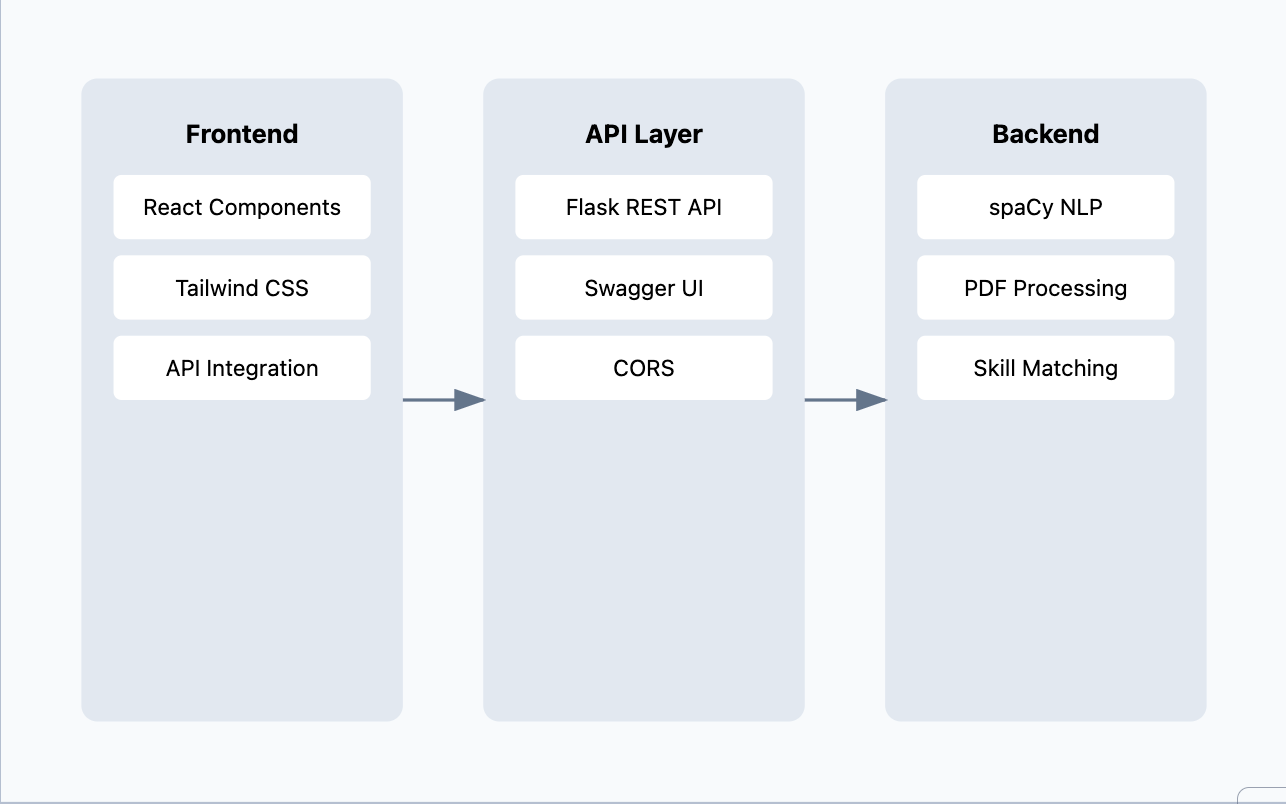 Frontend
React Components
Tailwind CSS
API Integration
API Layer
Flask REST API
Swagger UI
CORS
Backend
spaCy NLP
PDF Processing
Skill Matching